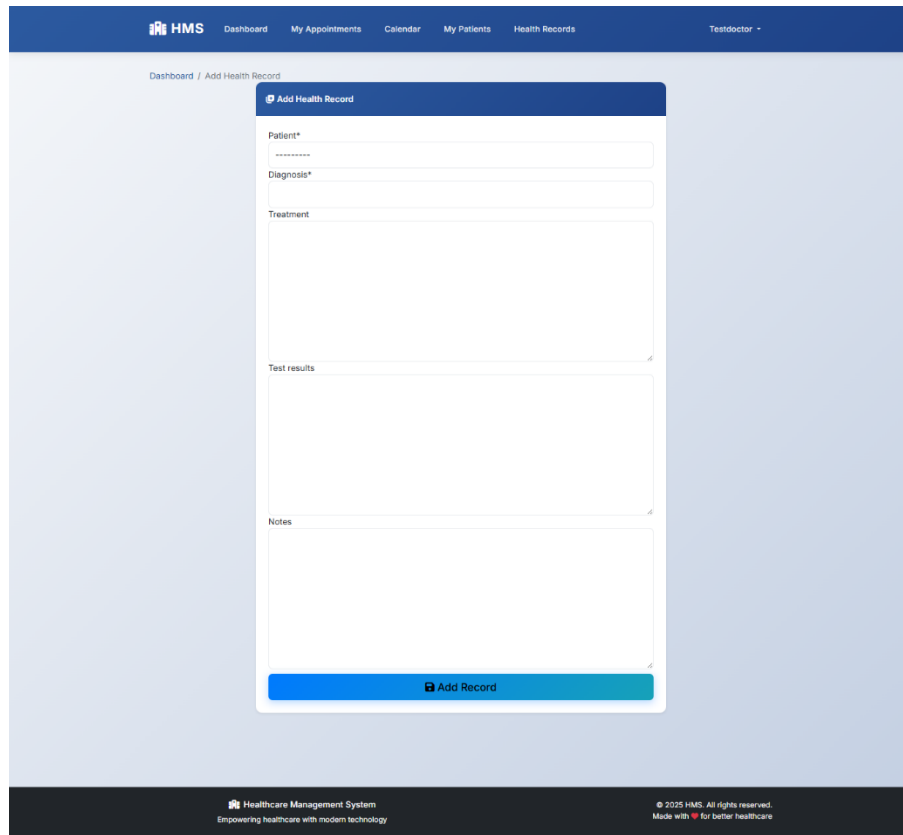 HMS Dashboard My Appointments Calendar My Patients Health Records Testdoctor
Dashboard / Add Health Record
Add Health Record
Patient*
---------
Diagnosis*
Treatment
Test results
Notes
Add Record
Healthcare Management System
Empowering healthcare with modern technology
© 2025 HMS. All rights reserved.
Made with ❤ for better healthcare